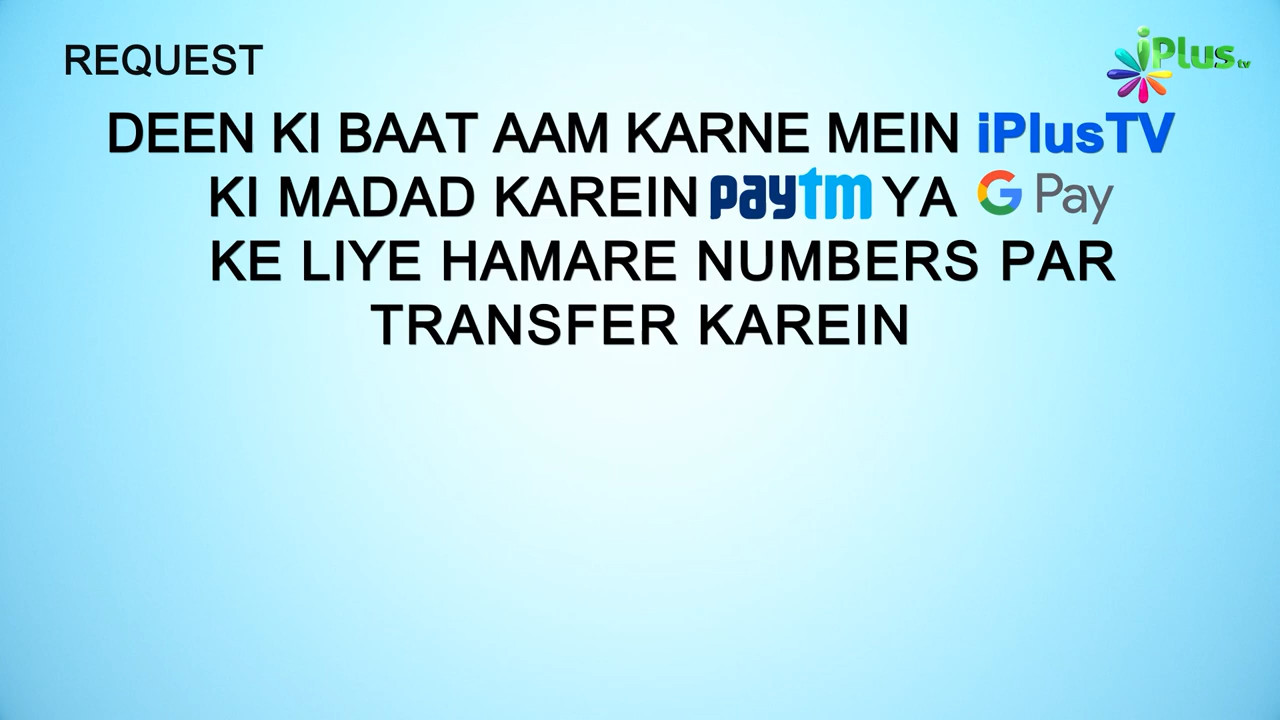 REQUEST
iPlus tv
DEEN KI BAAT AAM KARNE MEIN iPlusTV
KI MADAD KAREIN paytm YA G Pay
KE LIYE HAMARE NUMBERS PAR
TRANSFER KAREIN